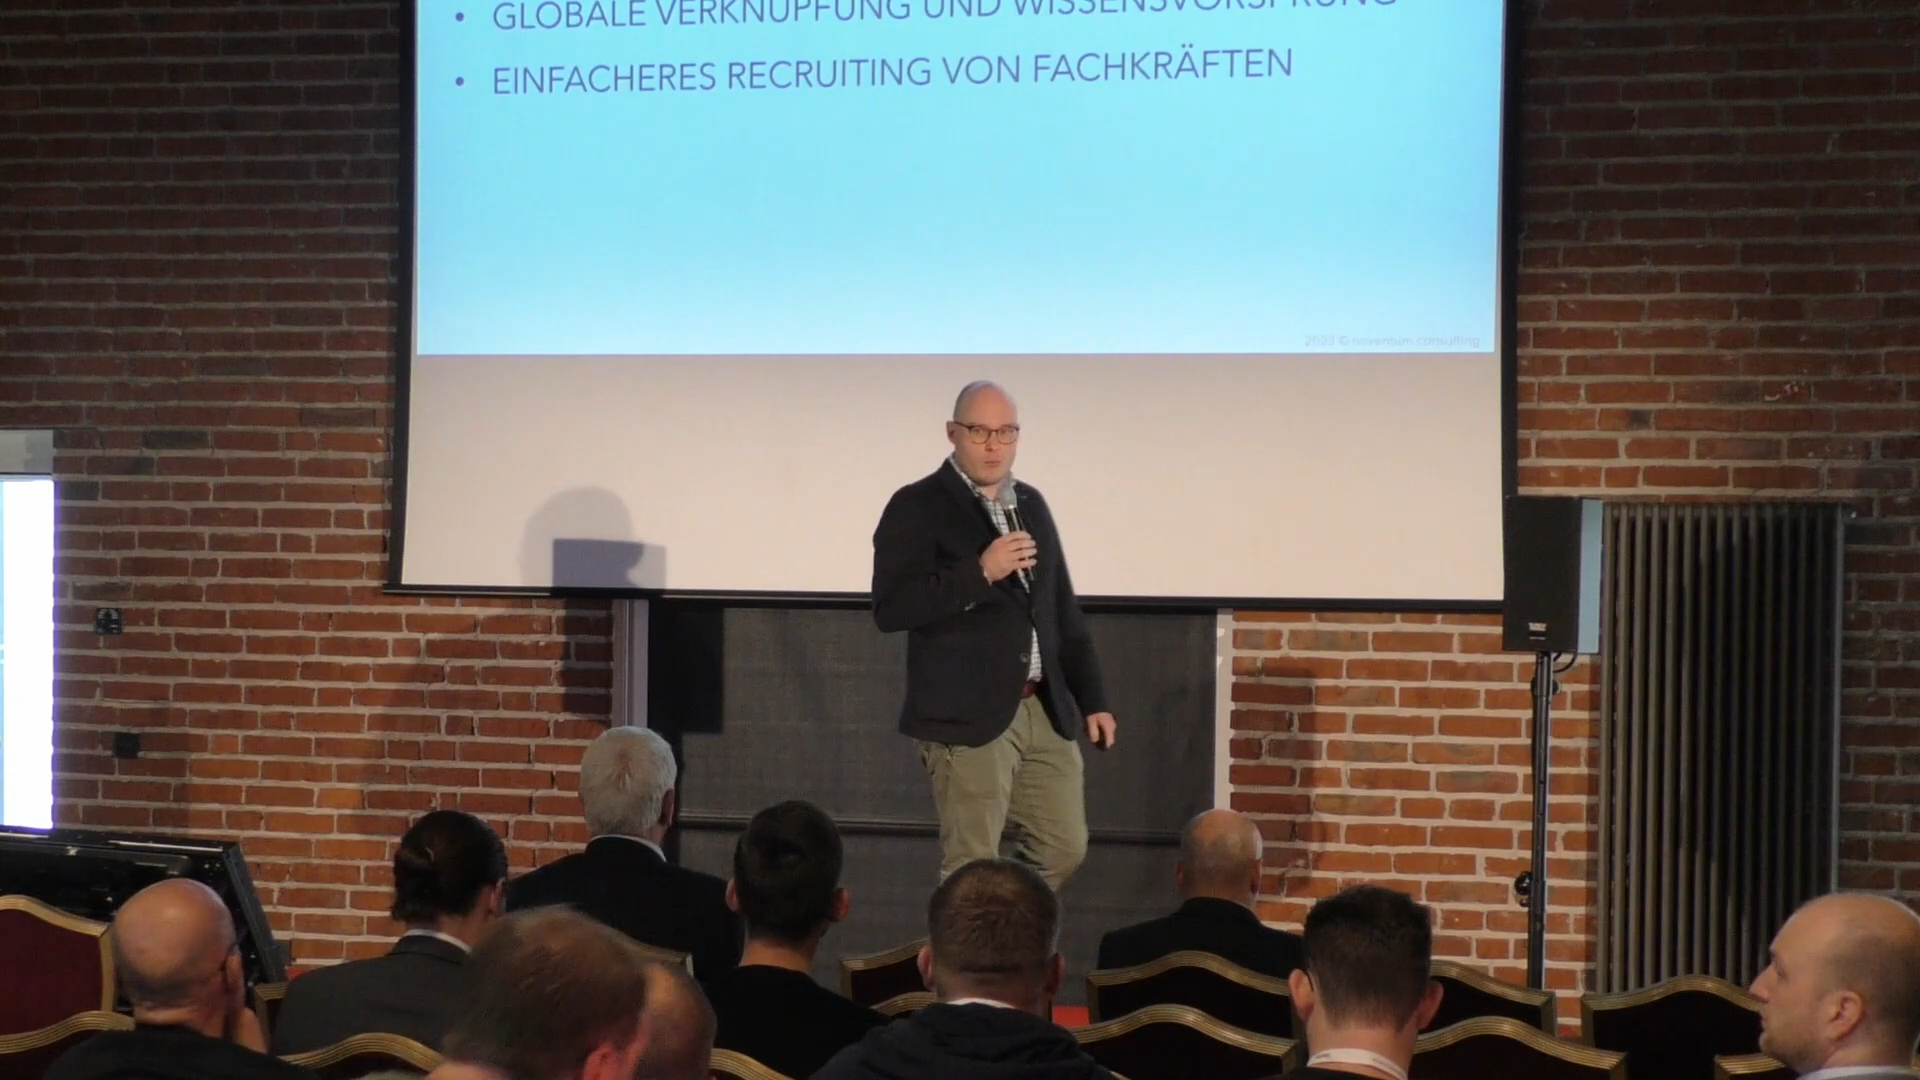 • GLOBALE VERKNÜPFUNG UND WISSENSVORSPRUNG
• EINFACHERES RECRUITING VON FACHKRÄFTEN
2023 © noventum consulting